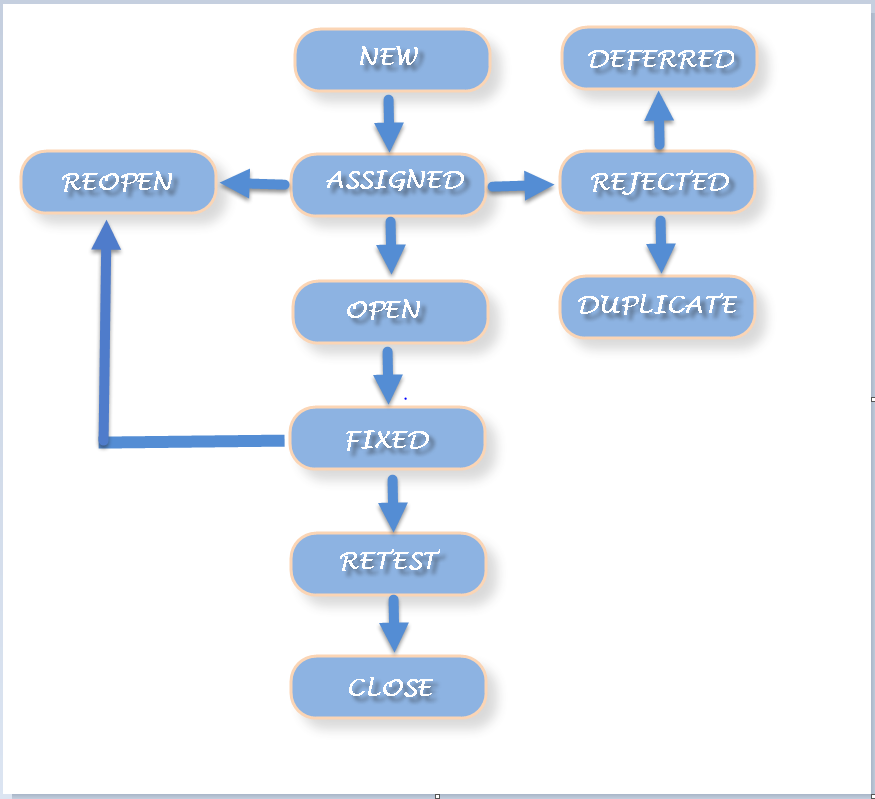 NEW
DEFERRED
REOPEN
ASSIGNED
REJECTED
OPEN
DUPLICATE
FIXED
RETEST
CLOSE